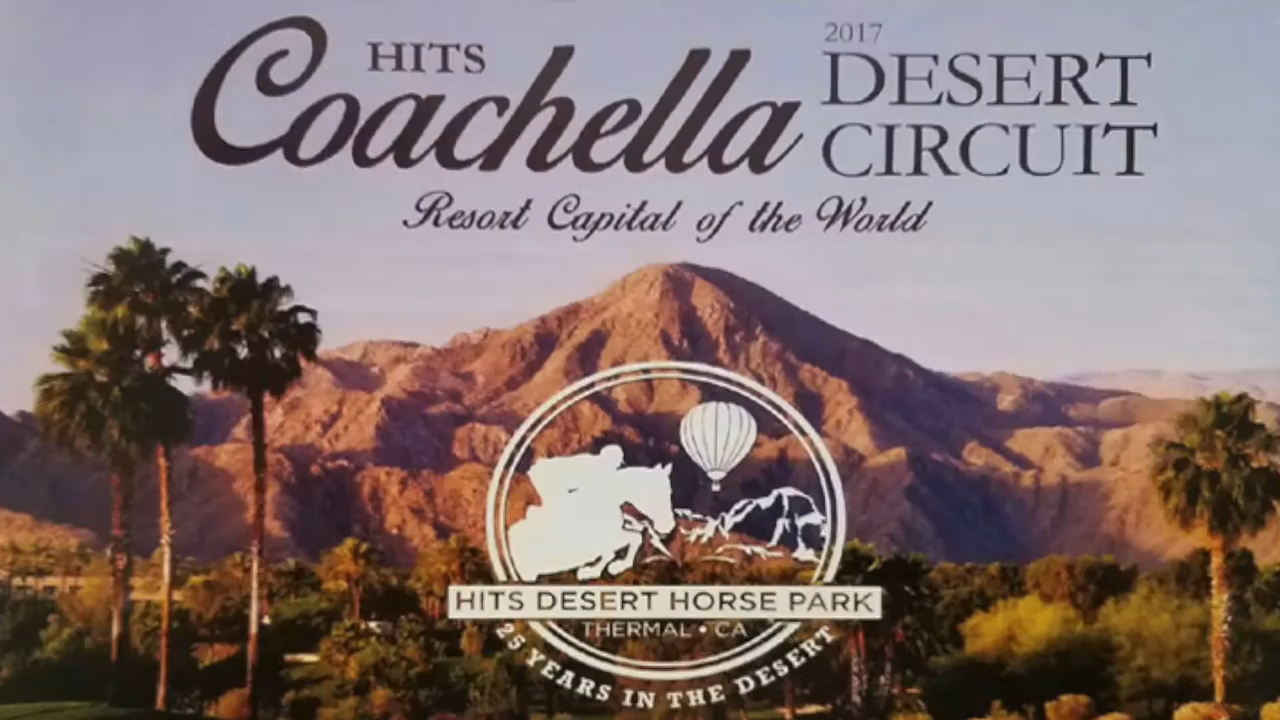 HITS
Coachella
2017
DESERT
CIRCUIT
Resort Capital of the World
HITS DESERT HORSE PARK
THERMAL • CA
25 YEARS IN THE DESERT